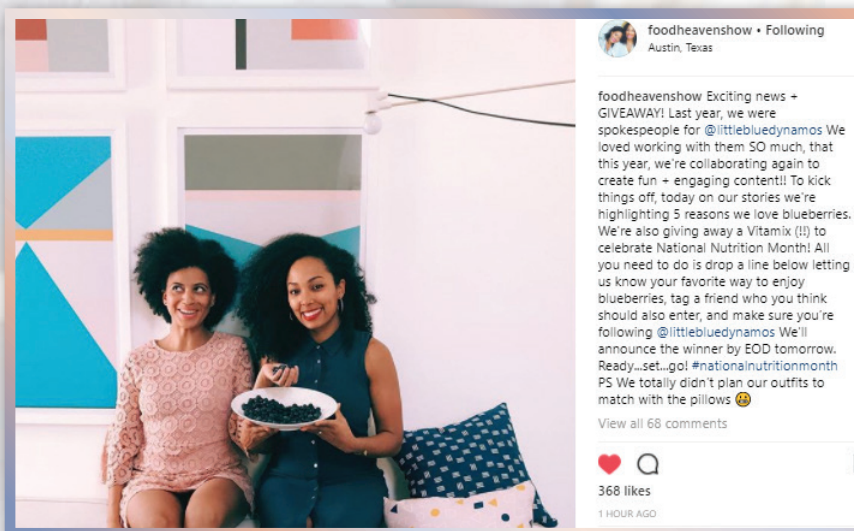 foodheavenshow • Following
Austin, Texas
foodheavenshow Exciting news +
GIVEAWAY! Last year, we were
spokespeople for @littlebluedynamos We
loved working with them SO much, that
this year, we're collaborating again to
create fun + engaging content!! To kick
things off, today on our stories we're
highlighting 5 reasons we love blueberries.
We're also giving away a Vitamix (!!) to
celebrate National Nutrition Month! All
you need to do is drop a line below letting
us know your favorite way to enjoy
blueberries, tag a friend who you think
should also enter, and make sure you're
following @littlebluedynamos We'll
announce the winner by EOD tomorrow.
Ready...set...go! #nationalnutritionmonth
PS We totally didn't plan our outfits to
match with the pillows 😀
View all 68 comments
368 likes
1 HOUR AGO